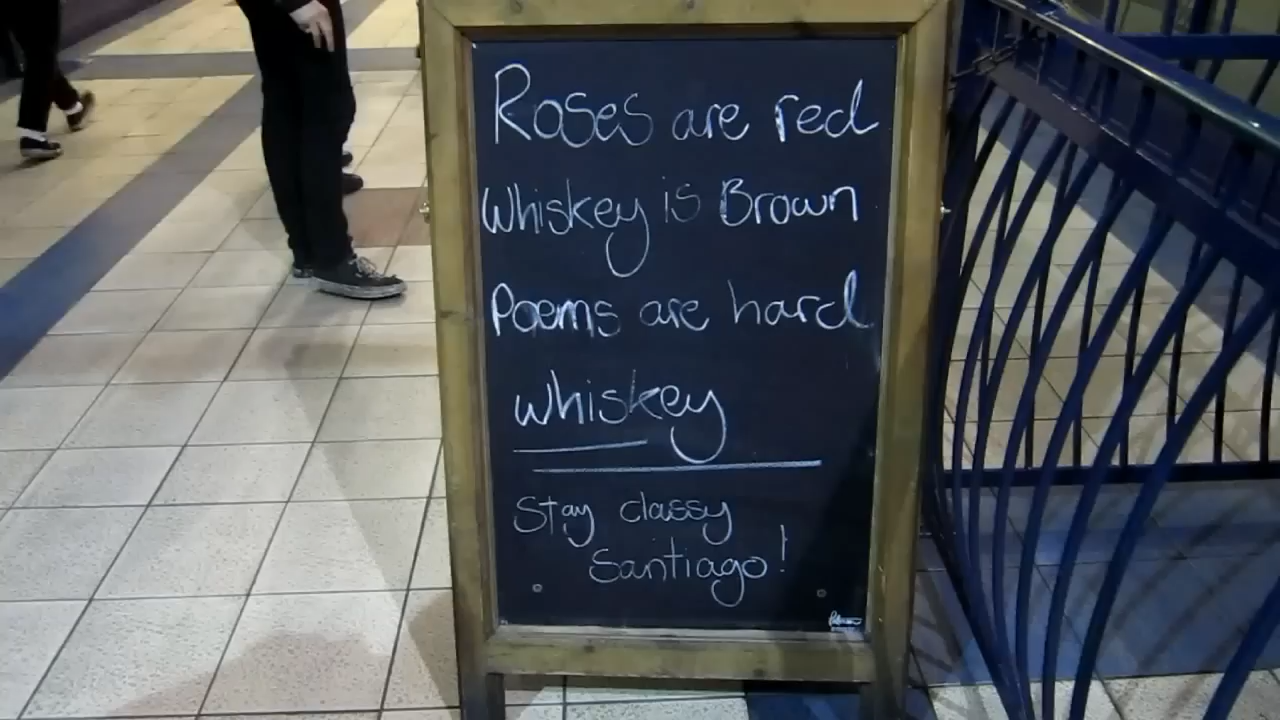 Roses are red
Whiskey is Brown
Poems are hard
whiskey
Stay classy
Santiago!